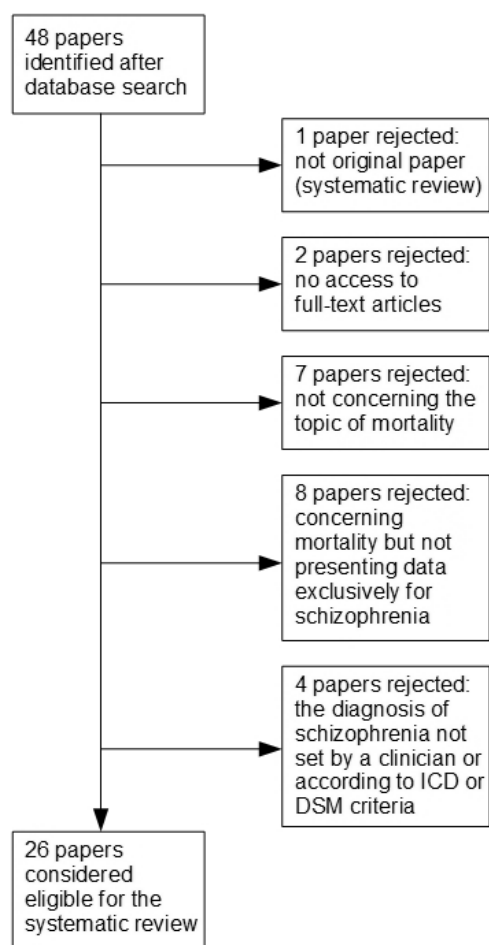 48 papers
identified after
database search
1 paper rejected:
not original paper
(systematic review)
2 papers rejected:
no access to
full-text articles
7 papers rejected:
not concerning the
topic of mortality
8 papers rejected:
concerning
mortality but not
presenting data
exclusively for
schizophrenia
4 papers rejected:
the diagnosis of
schizophrenia not
set by a clinician or
according to ICD or
DSM criteria
26 papers
considered
eligible for the
systematic review